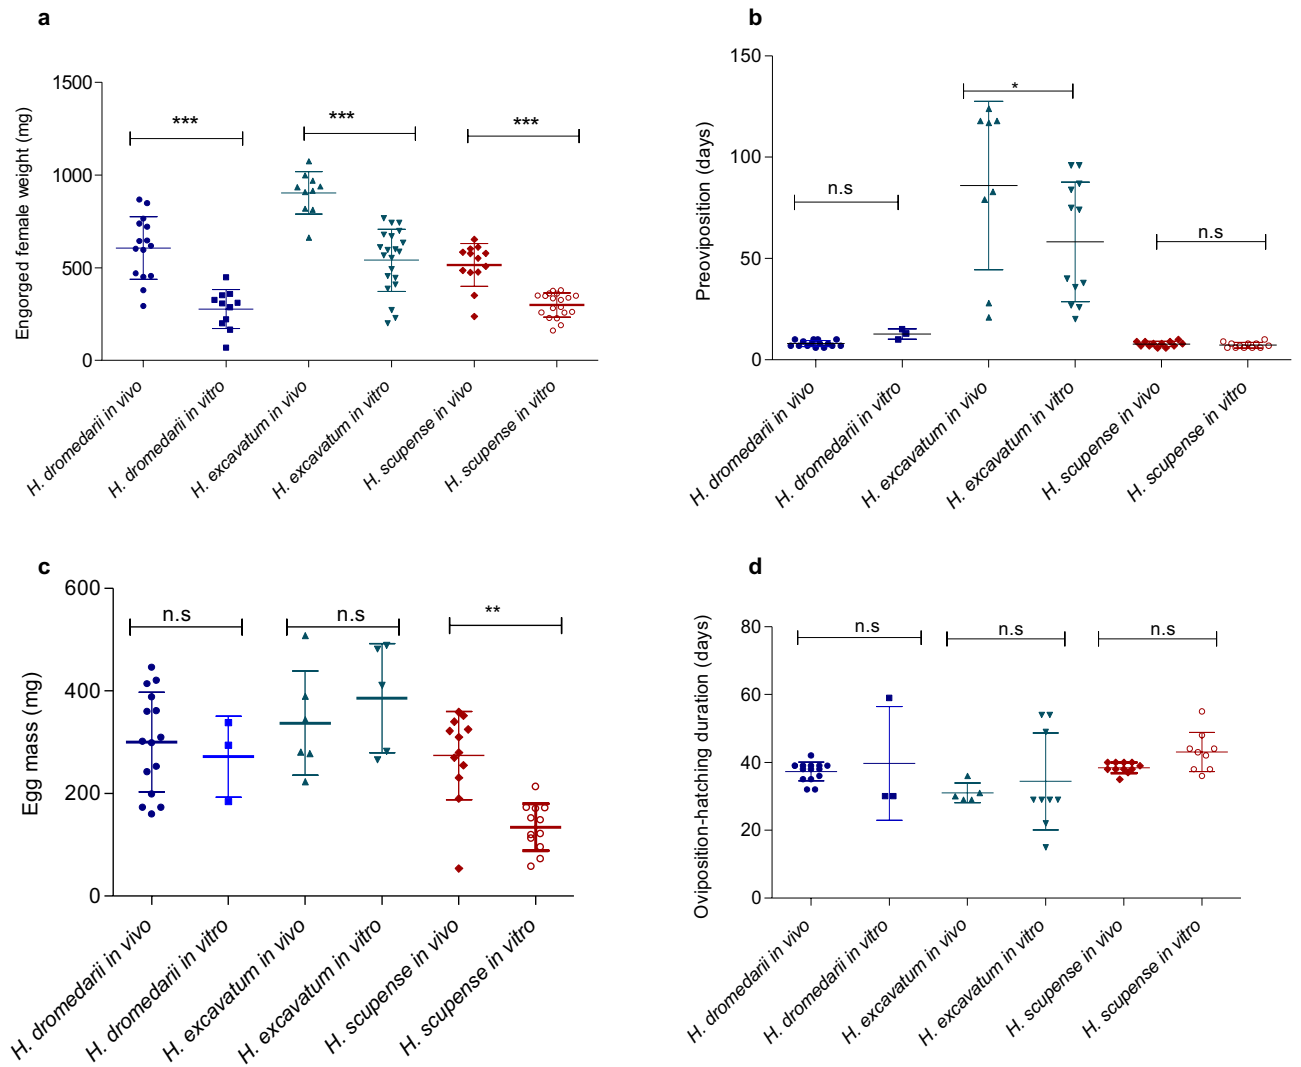 a
Engorged female weight (mg)
1500
1000
500
0
***
***
***
H. dromedarii in vivo
H. dromedarii in vitro
H. excavatum in vivo
H. excavatum in vitro
H. scupense in vivo
H. scupense in vitro
b
Preoviposition (days)
150
100
50
0
n.s
*
n.s
H. dromedarii in vivo
H. dromedarii in vitro
H. excavatum in vivo
H. excavatum in vitro
H. scupense in vivo
H. scupense in vitro
c
Egg mass (mg)
600
400
200
0
n.s
n.s
**
H. dromedarii in vivo
H. dromedarii in vitro
H. excavatum in vivo
H. excavatum in vitro
H. scupense in vivo
H. scupense in vitro
d
Oviposition-hatching duration (days)
80
60
40
20
0
n.s
n.s
n.s
H. dromedarii in vivo
H. dromedarii in vitro
H. excavatum in vivo
H. excavatum in vitro
H. scupense in vivo
H. scupense in vitro